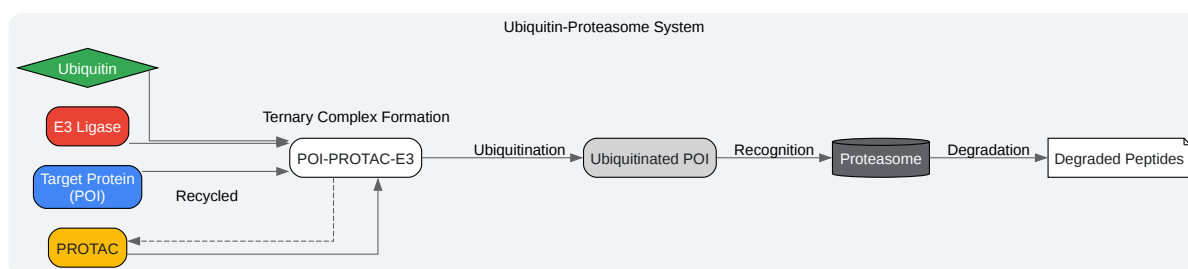 Ubiquitin-Proteasome System
Ubiquitin
Ternary Complex Formation
E3 Ligase
POI-PROTAC-E3
Ubiquitination
Ubiquitinated POI
Recognition
Proteasome
Degradation
Degraded Peptides
Target Protein
(POI)
Recycled
PROTAC